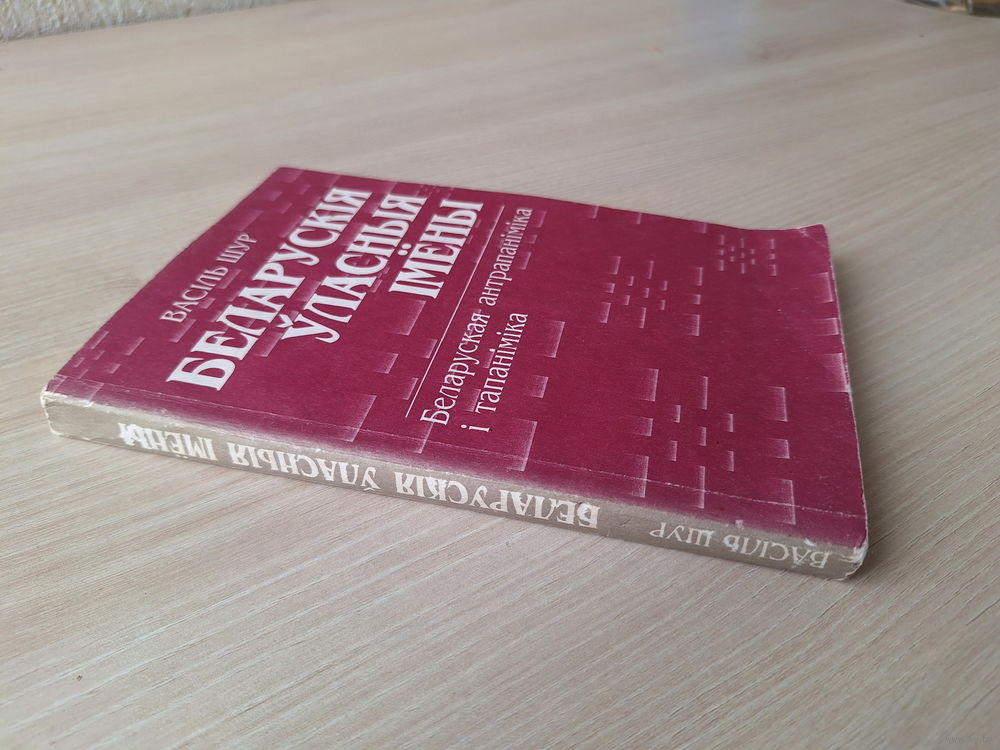 ВАСІЛЬ ШУР
БЕЛАРУСКІЯ
ЎЛАСНЫЯ
ІМЁНЫ
Беларуская антрапаніміка
і тапаніміка
ВАСІЛЬ ШУР БЕЛАРУСКІЯ ЎЛАСНЫЯ ІМЁНЫ